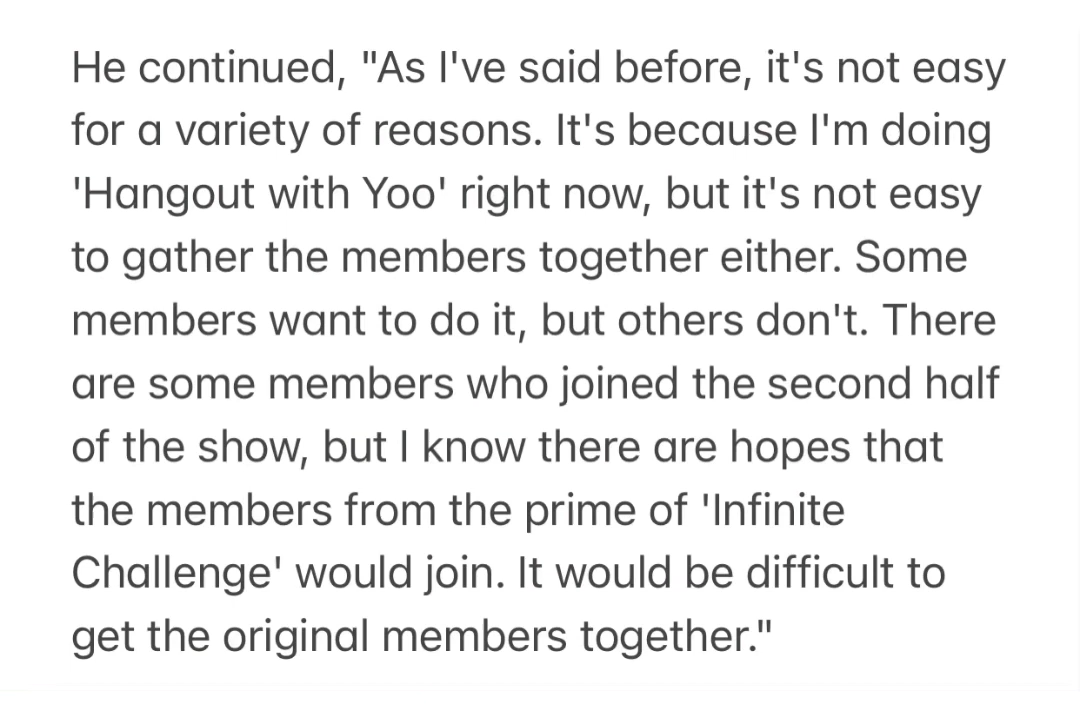 He continued, "As I've said before, it's not easy
for a variety of reasons. It's because I'm doing
'Hangout with Yoo' right now, but it's not easy
to gather the members together either. Some
members want to do it, but others don't. There
are some members who joined the second half
of the show, but I know there are hopes that
the members from the prime of 'Infinite
Challenge' would join. It would be difficult to
get the original members together."